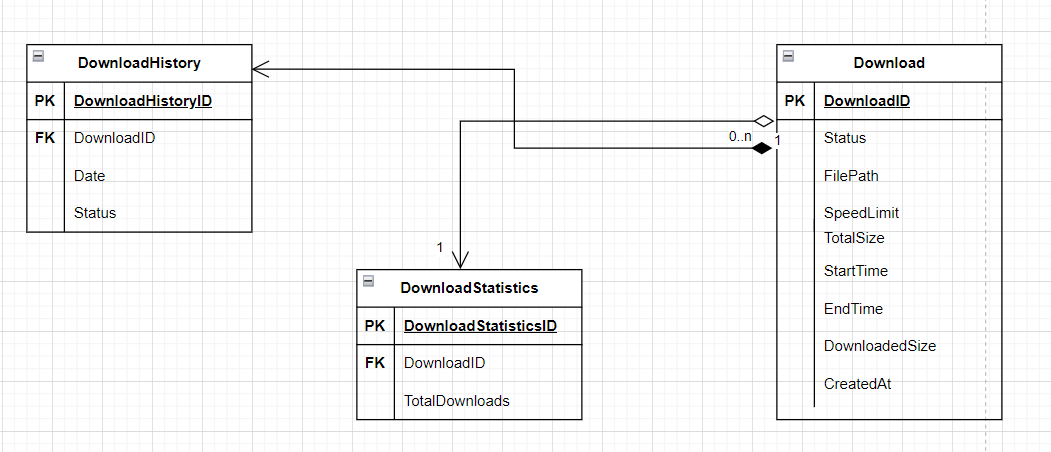 DownloadHistory
PK DownloadHistoryID
FK DownloadID
Date
Status
Download
PK DownloadID
Status
FilePath
SpeedLimit
TotalSize
StartTime
EndTime
DownloadedSize
CreatedAt
0..n
1
1
DownloadStatistics
PK DownloadStatisticsID
FK DownloadID
TotalDownloads